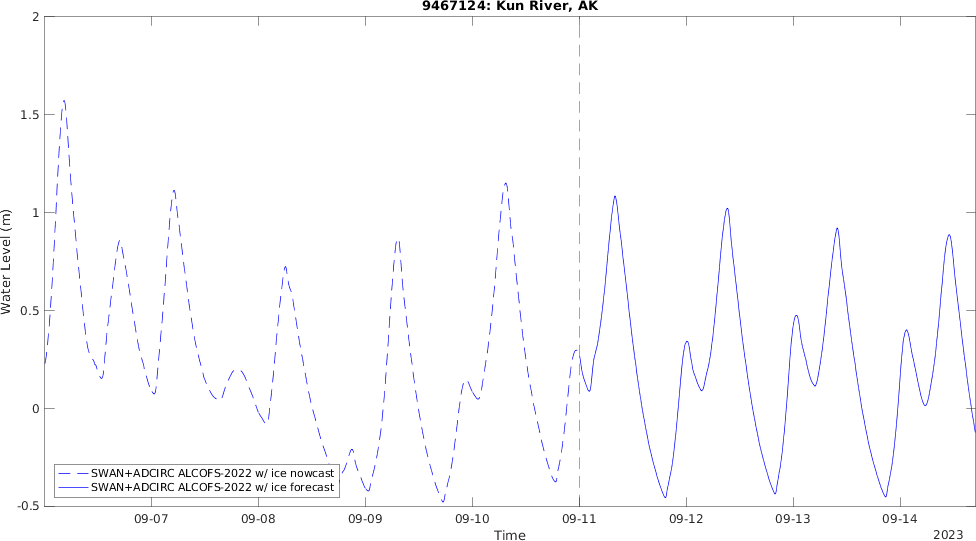 9467124: Kun River, AK
2
1.5
1
0.5
0
-0.5
Water Level (m)
SWAN+ADCIRC ALCOFS-2022 w/ ice nowcast
SWAN+ADCIRC ALCOFS-2022 w/ ice forecast
09-07 09-08 09-09 09-10 09-11 09-12 09-13 09-14
Time
2023